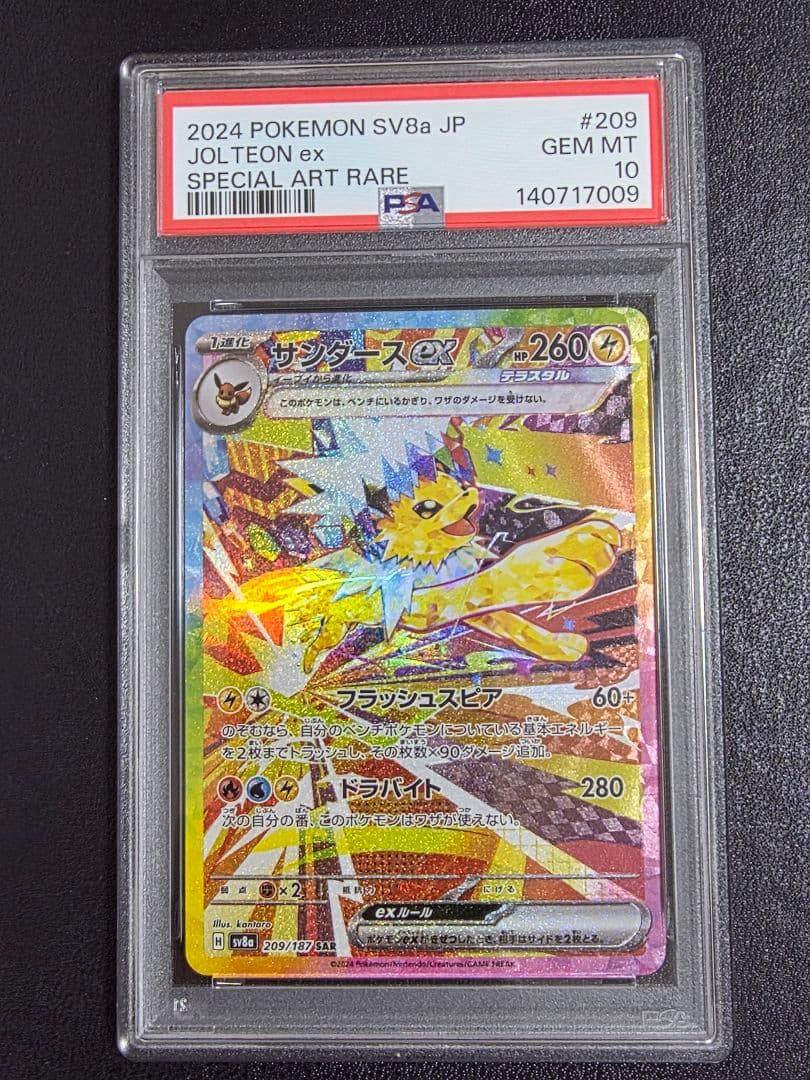 2024 POKEMON SV8a JP #209
JOLTEON ex GEM MT
SPECIAL ART RARE 10
PSA 140717009
1進化 サンダースex HP260
イーブイから進化 テラスタル
このポケモンは、ベンチにいるかぎり、ワザのダメージを受けない。
フラッシュスピア 60+
のぞむなら、自分のベンチポケモンについている基本エネルギー
を2枚までトラッシュし、その枚数×90ダメージ追加。
ドラバイト 280
次の自分の番、このポケモンはワザが使えない。
弱点 ×2 抵抗力 にげる
exルール
ポケモンexがきぜつしたとき、相手はサイドを2枚とる。
Illus. kantaro
H sv8a 209/187 SAR
©2024 Pokémon/Nintendo/Creatures/GAME FREAK.